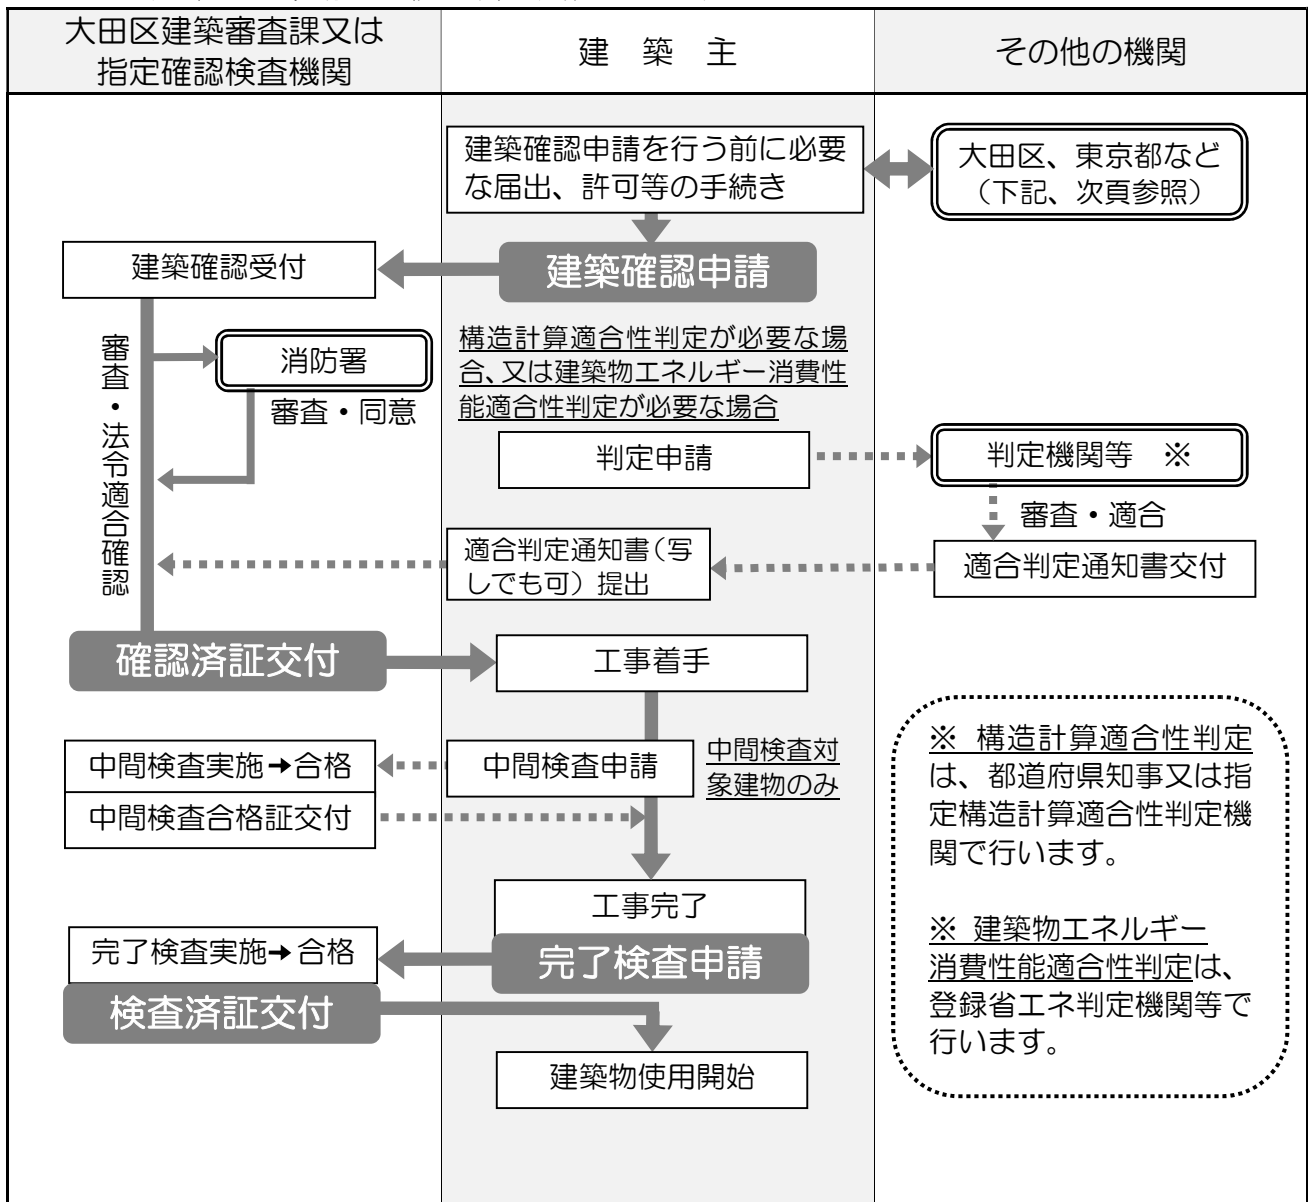 大田区建築審査課又は
指定確認検査機関
建 築 主
その他の機関
建築確認申請を行う前に必要
な届出、許可等の手続き
大田区、東京都など
（下記、次頁参照）
建築確認受付
建築確認申請
審査・法令適合確認
消防署
審査・同意
構造計算適合性判定が必要な場
合、又は建築物エネルギー消費性
能適合性判定が必要な場合
判定申請
判定機関等 ※
審査・適合
適合判定通知書（写
しでも可）提出
適合判定通知書交付
確認済証交付
工事着手
中間検査実施→合格
中間検査申請
中間検査対
象建物のみ
中間検査合格証交付
工事完了
完了検査実施→合格
完了検査申請
検査済証交付
建築物使用開始
※ 構造計算適合性判定
は、都道府県知事又は指
定構造計算適合性判定機
関で行います。
※ 建築物エネルギー
消費性能適合性判定は、
登録省エネ判定機関等で
行います。